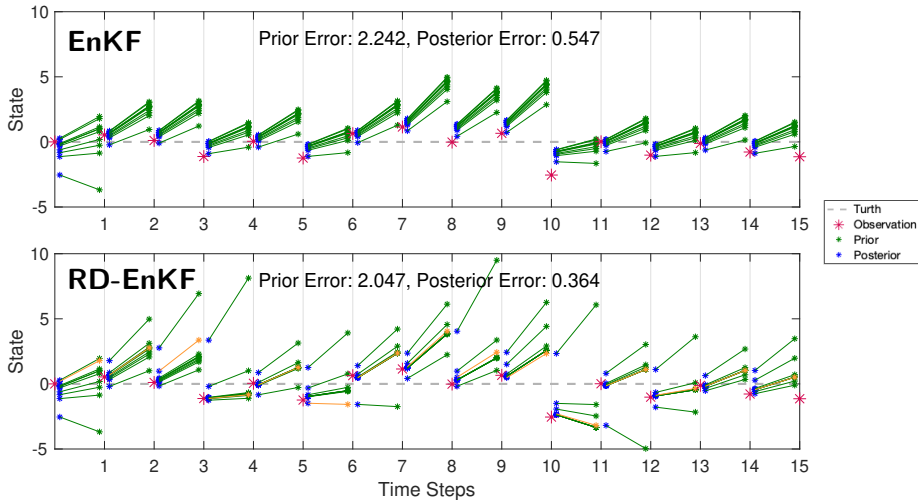 10
EnKF
Prior Error: 2.242, Posterior Error: 0.547
5
State
0
-5
1 2 3 4 5 6 7 8 9 10 11 12 13 14 15
Turth
Observation
Prior
Posterior
10
RD-EnKF
Prior Error: 2.047, Posterior Error: 0.364
5
State
0
-5
1 2 3 4 5 6 7 8 9 10 11 12 13 14 15
Time Steps